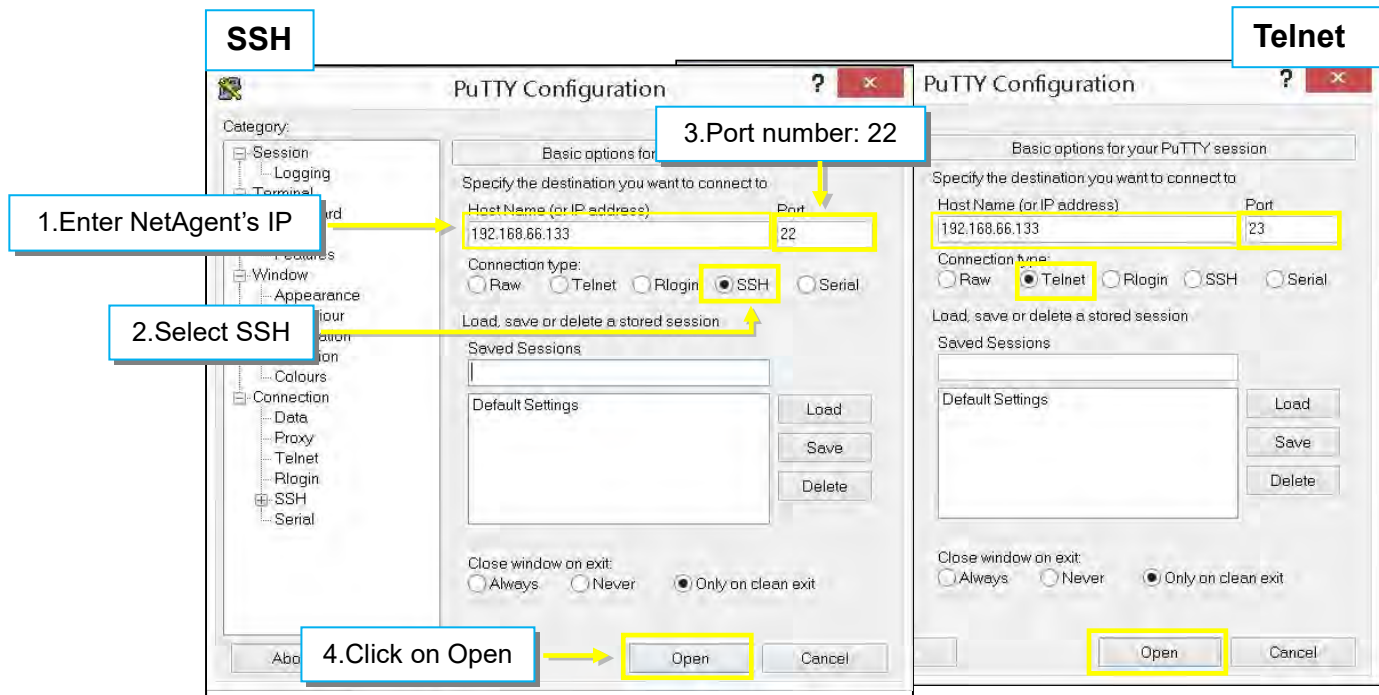 SSH
PuTTY Configuration
? ×
Category:
Session
Logging
Terminal
Features
Window
Appearance
Colours
Connection
Data
Proxy
Telnet
Rlogin
SSH
Serial
Basic options for
Specify the destination you want to connect to
Host Name (or IP address) Port
192.168.66.133 22
Connection type:
Raw Telnet Rlogin SSH Serial
Load, save or delete a stored session
Saved Sessions
Default Settings
Load
Save
Delete
Close window on exit:
Always Never Only on clean exit
Open Cancel
1.Enter NetAgent’s IP
2.Select SSH
3.Port number: 22
4.Click on Open
Telnet
PuTTY Configuration
? ×
Basic options for your PuTTY session
Specify the destination you want to connect to
Host Name (or IP address) Port
192.168.66.133 23
Connection type:
Raw Telnet Rlogin SSH Serial
Load, save or delete a stored session
Saved Sessions
Default Settings
Load
Save
Delete
Close window on exit:
Always Never Only on clean exit
Open Cancel